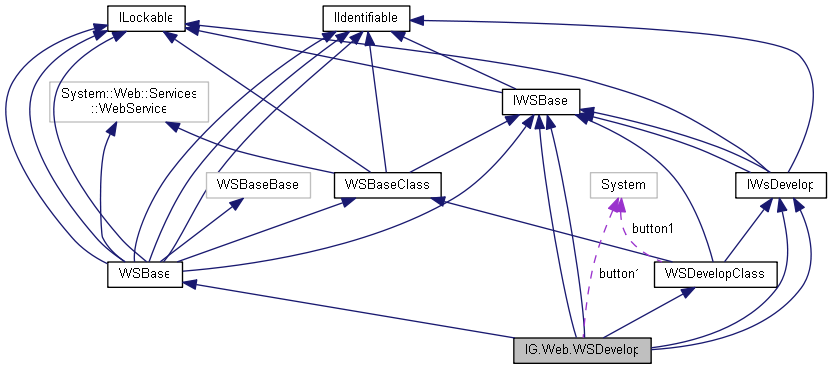 ILockable
IIdentifiable
System::Web::Services
::WebService
IWSBase
WSBaseBase
WSBaseClass
System
IWsDevelop
button1
WSBase
WSDevelopClass
button1
IG.Web.WSDevelop